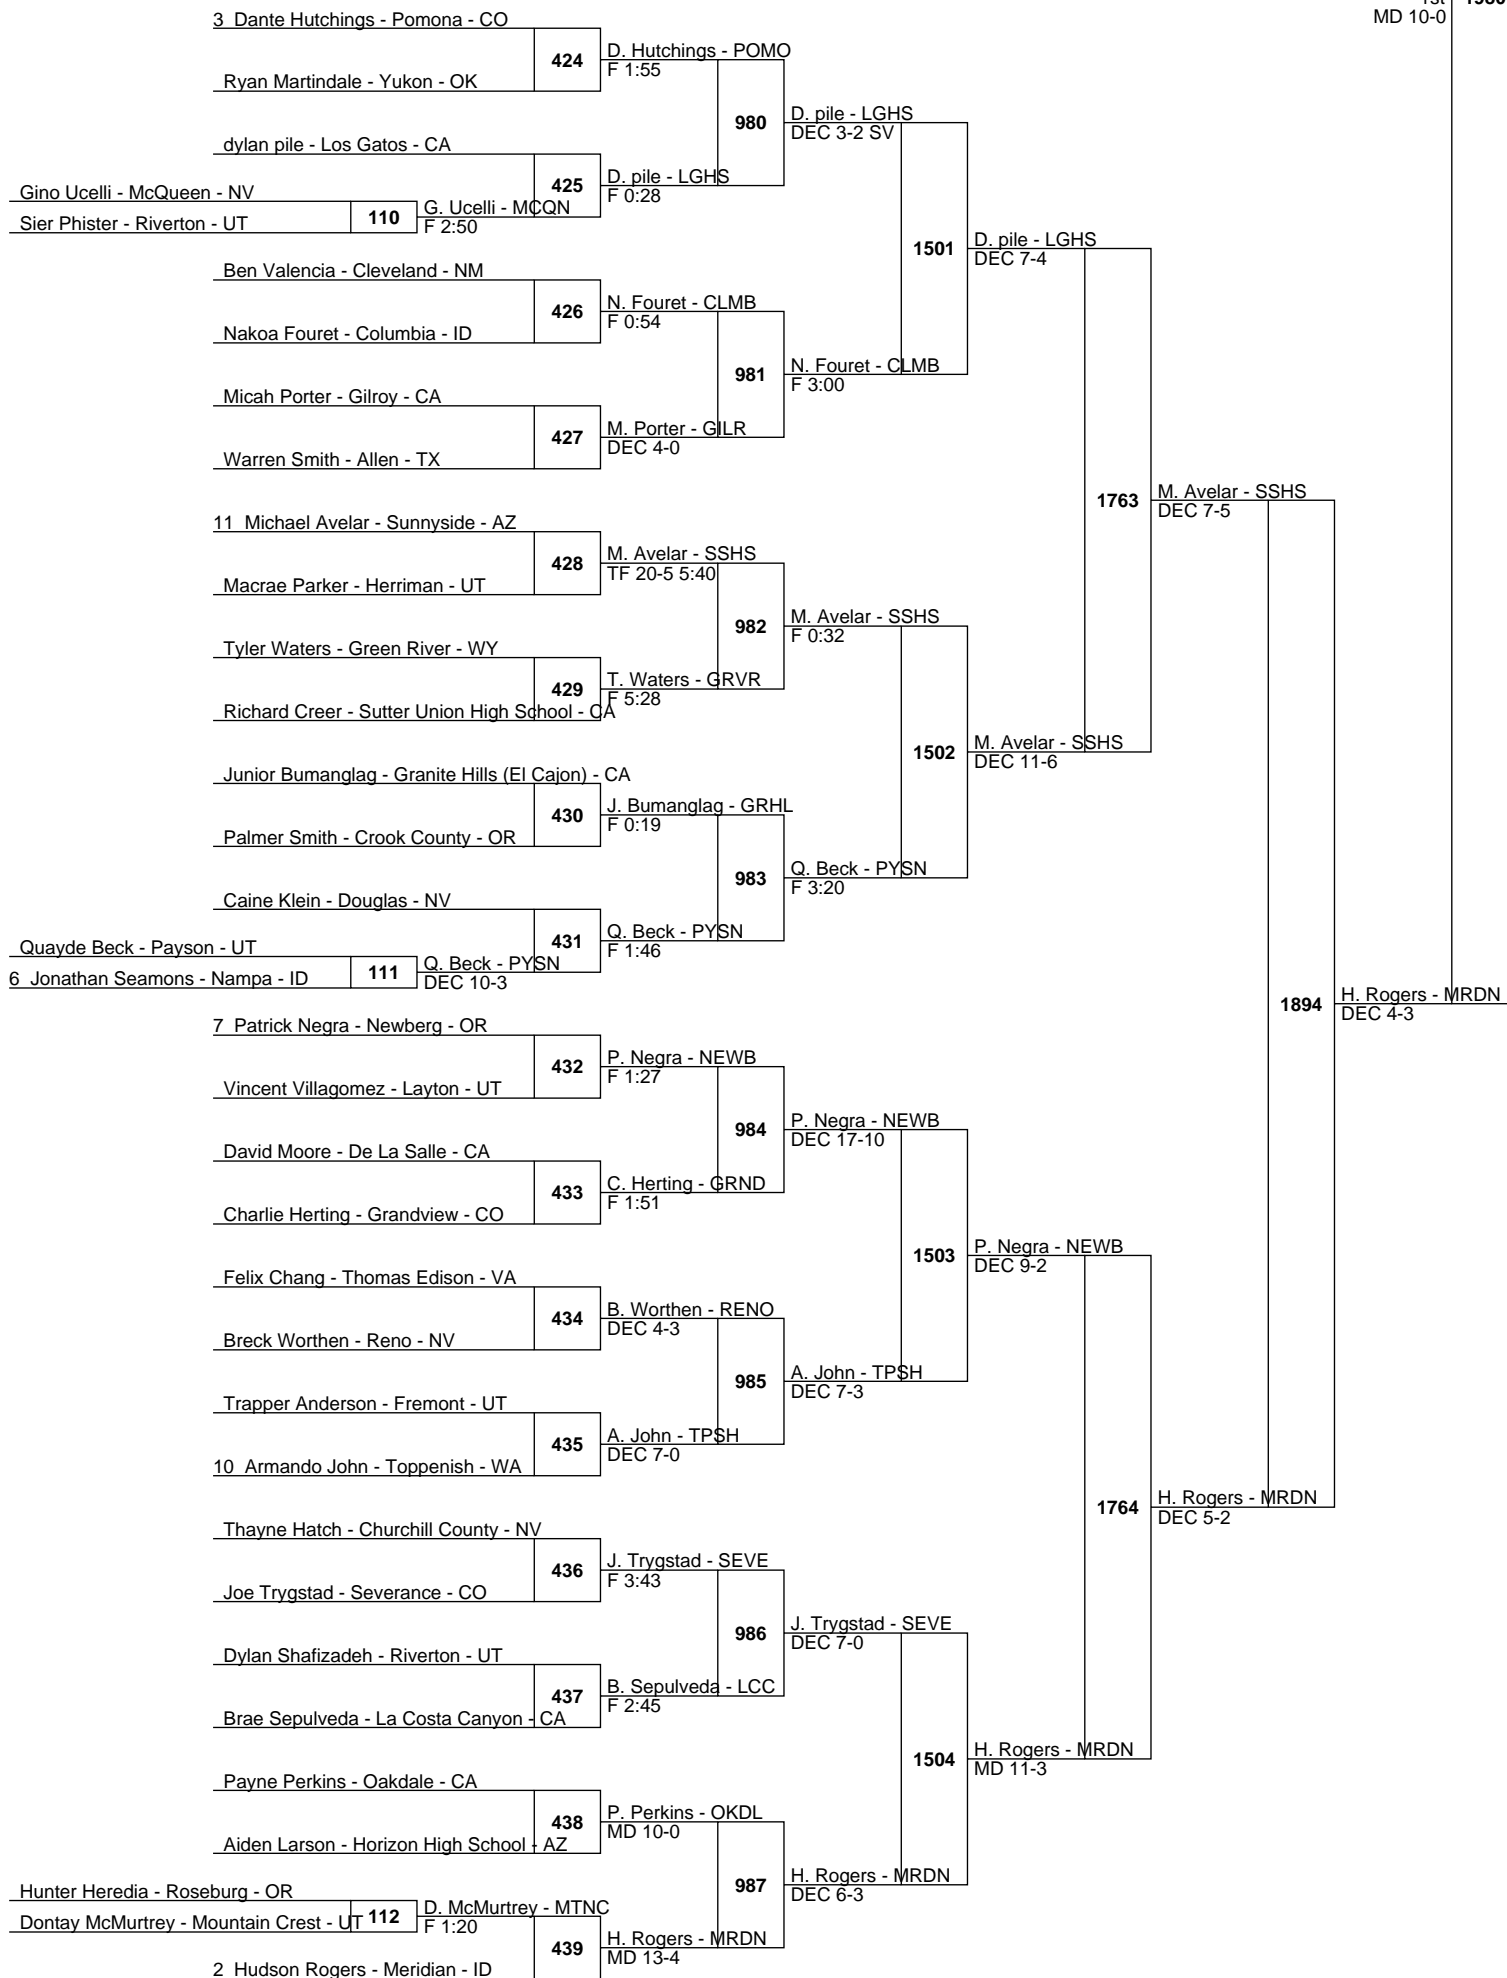 1st
MD 10-0
3 Dante Hutchings - Pomona - CO
424
D. Hutchings - POMO
F 1:55
Ryan Martindale - Yukon - OK
980
D. pile - LGHS
DEC 3-2 SV
dylan pile - Los Gatos - CA
425
D. pile - LGHS
F 0:28
Gino Ucelli - McQueen - NV
110
G. Ucelli - MCQN
F 2:50
Sier Phister - Riverton - UT
1501
D. pile - LGHS
DEC 7-4
Ben Valencia - Cleveland - NM
426
N. Fouret - CLMB
F 0:54
Nakoa Fouret - Columbia - ID
981
N. Fouret - CLMB
F 3:00
Micah Porter - Gilroy - CA
427
M. Porter - GILR
DEC 4-0
Warren Smith - Allen - TX
1763
M. Avelar - SSHS
DEC 7-5
11 Michael Avelar - Sunnyside - AZ
428
M. Avelar - SSHS
TF 20-5 5:40
Macrae Parker - Herriman - UT
982
M. Avelar - SSHS
F 0:32
Tyler Waters - Green River - WY
429
T. Waters - GRVR
F 5:28
Richard Creer - Sutter Union High School - CA
1502
M. Avelar - SSHS
DEC 11-6
Junior Bumanglag - Granite Hills (El Cajon) - CA
430
J. Bumanglag - GRHL
F 0:19
Palmer Smith - Crook County - OR
983
Q. Beck - PYSN
F 3:20
Caine Klein - Douglas - NV
431
Q. Beck - PYSN
F 1:46
Quayde Beck - Payson - UT
111
Q. Beck - PYSN
DEC 10-3
6 Jonathan Seamons - Nampa - ID
1894
H. Rogers - MRDN
DEC 4-3
7 Patrick Negra - Newberg - OR
432
P. Negra - NEWB
F 1:27
Vincent Villagomez - Layton - UT
984
P. Negra - NEWB
DEC 17-10
David Moore - De La Salle - CA
433
C. Herting - GRND
F 1:51
Charlie Herting - Grandview - CO
1503
P. Negra - NEWB
DEC 9-2
Felix Chang - Thomas Edison - VA
434
B. Worthen - RENO
DEC 4-3
Breck Worthen - Reno - NV
985
A. John - TPSH
DEC 7-3
Trapper Anderson - Fremont - UT
435
A. John - TPSH
DEC 7-0
10 Armando John - Toppenish - WA
1764
H. Rogers - MRDN
DEC 5-2
Thayne Hatch - Churchill County - NV
436
J. Trygstad - SEVE
F 3:43
Joe Trygstad - Severance - CO
986
J. Trygstad - SEVE
DEC 7-0
Dylan Shafizadeh - Riverton - UT
437
B. Sepulveda - LCC
F 2:45
Brae Sepulveda - La Costa Canyon - CA
1504
H. Rogers - MRDN
MD 11-3
Payne Perkins - Oakdale - CA
438
P. Perkins - OKDL
MD 10-0
Aiden Larson - Horizon High School - AZ
987
H. Rogers - MRDN
DEC 6-3
Hunter Heredia - Roseburg - OR
112
D. McMurtrey - MTNC
F 1:20
Dontay McMurtrey - Mountain Crest - UT
439
H. Rogers - MRDN
MD 13-4
2 Hudson Rogers - Meridian - ID